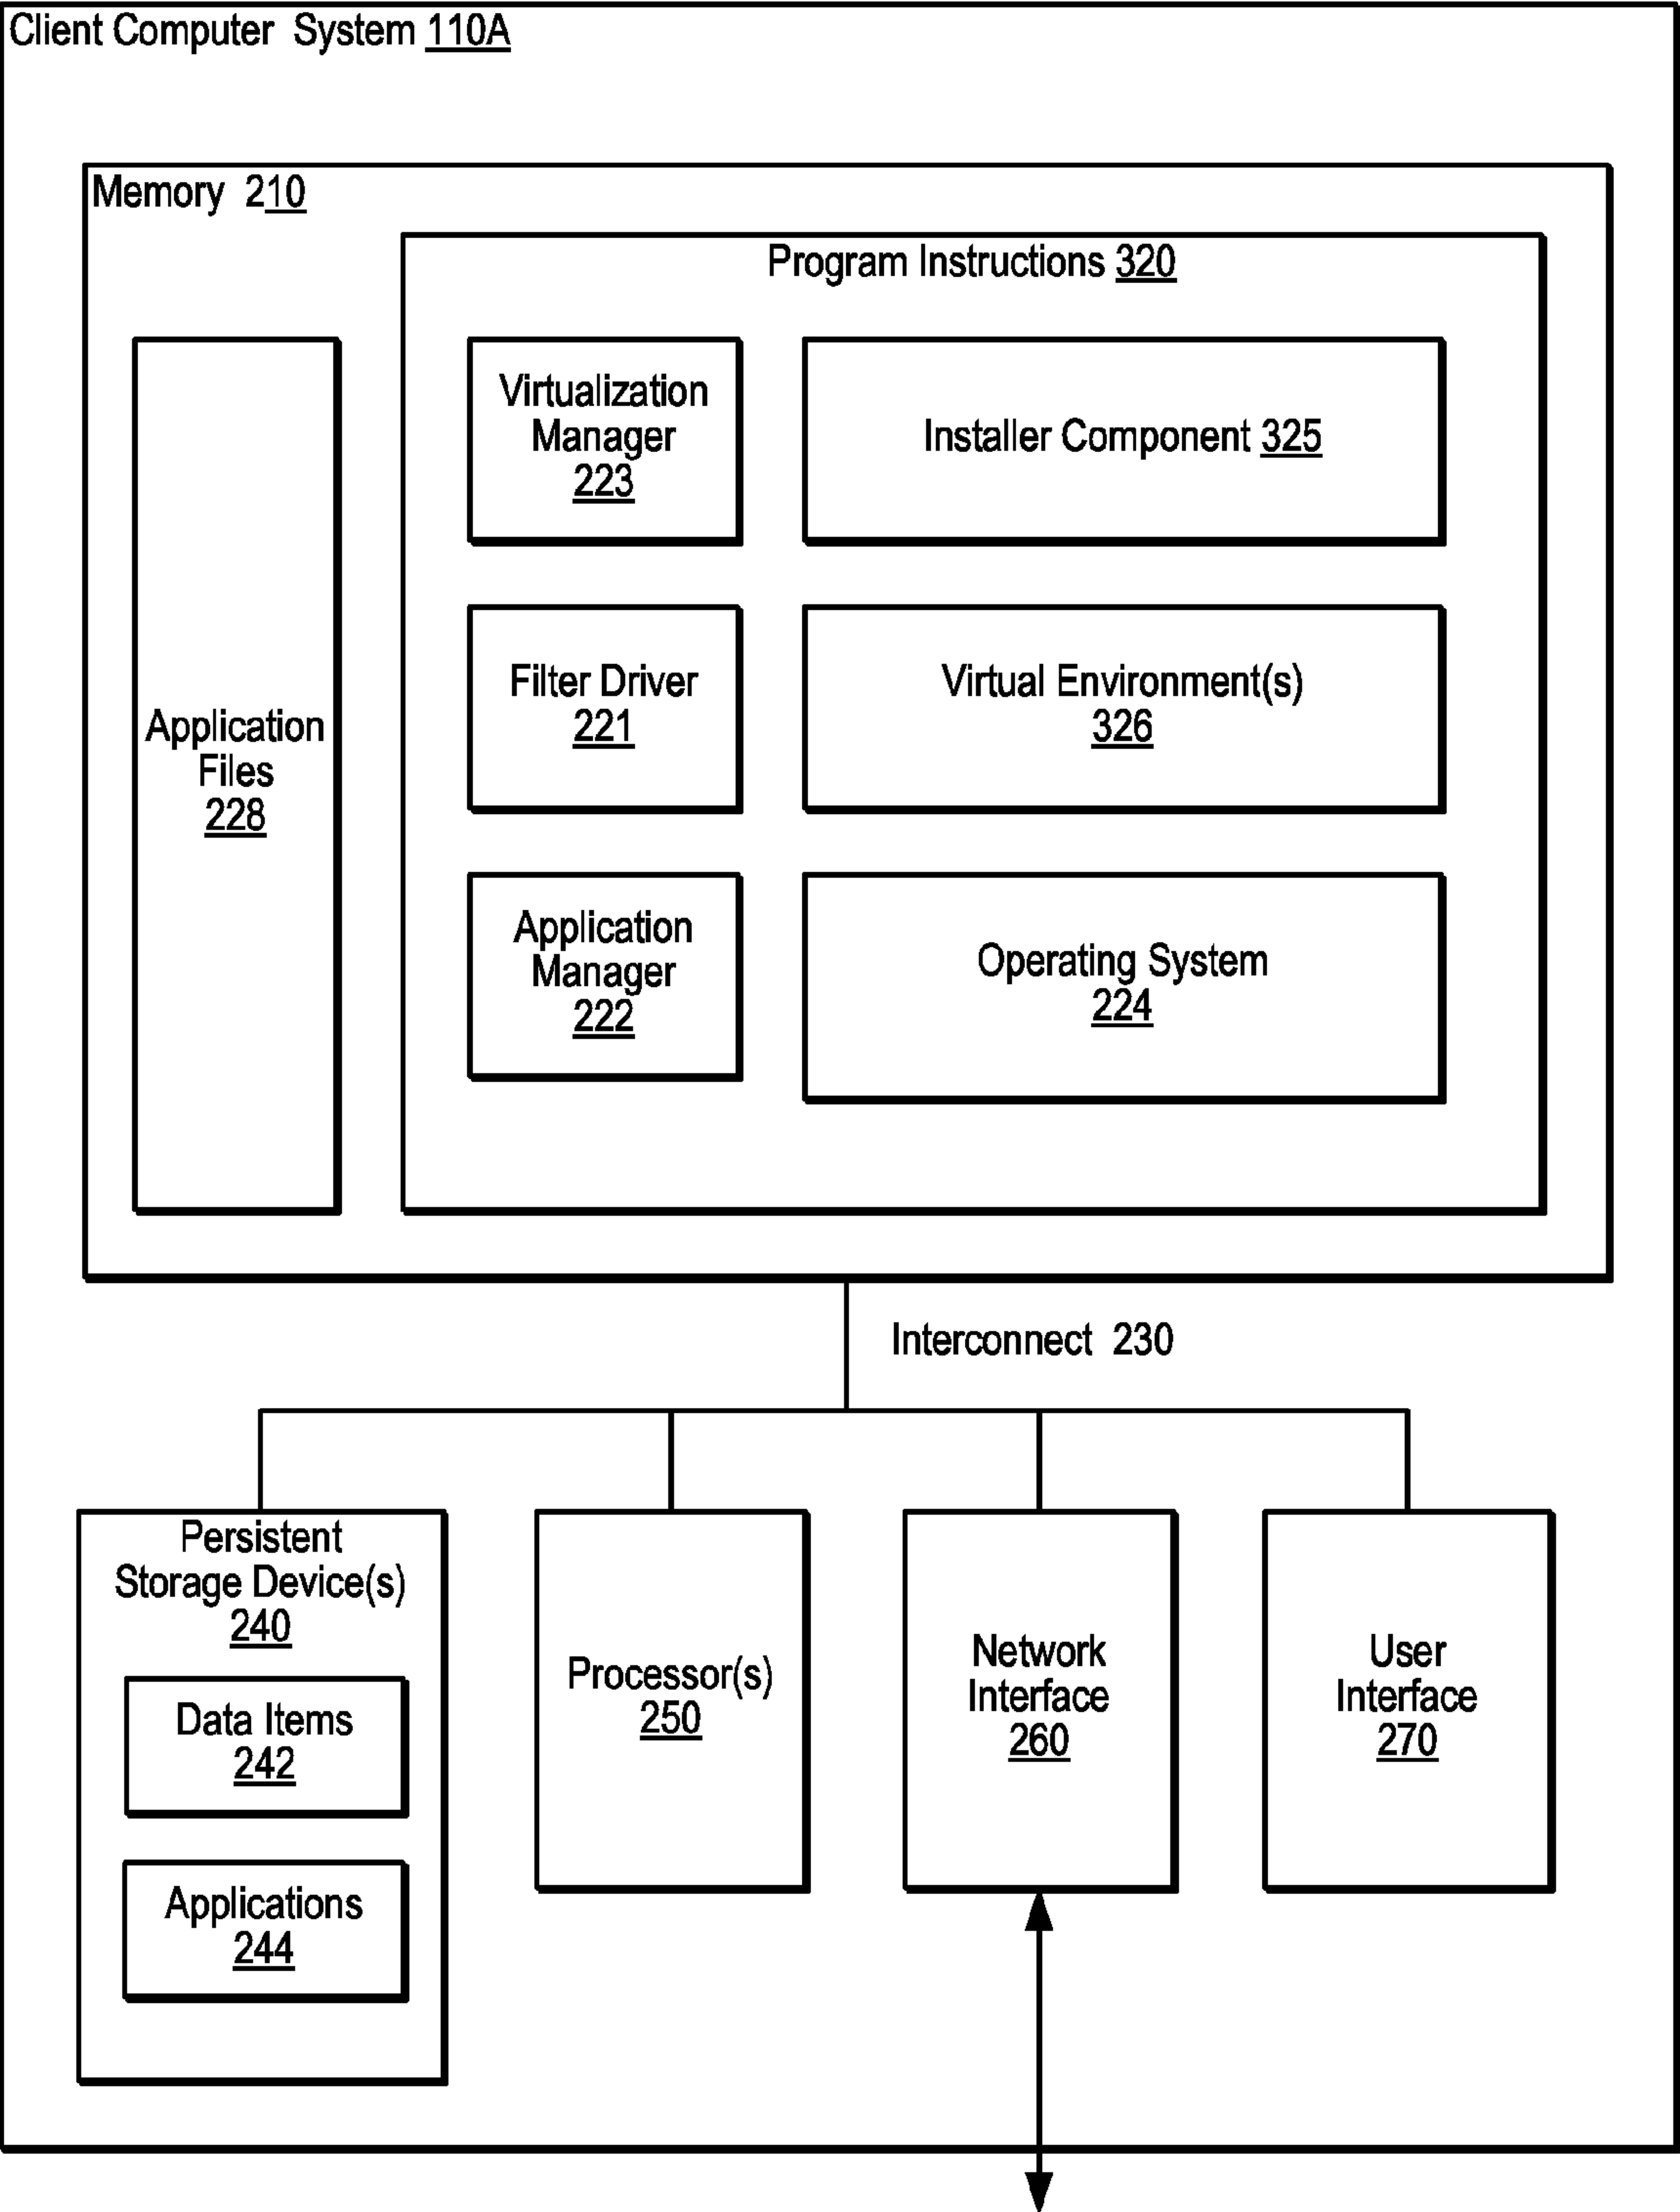 Client Computer System 110A
Memory 210
Program Instructions 320
Application
Files
228
Virtualization
Manager
223
Installer Component 325
Filter Driver
221
Virtual Environment(s)
326
Application
Manager
222
Operating System
224
Interconnect 230
Persistent
Storage Device(s)
240
Data Items
242
Applications
244
Processor(s)
250
Network
Interface
260
User
Interface
270